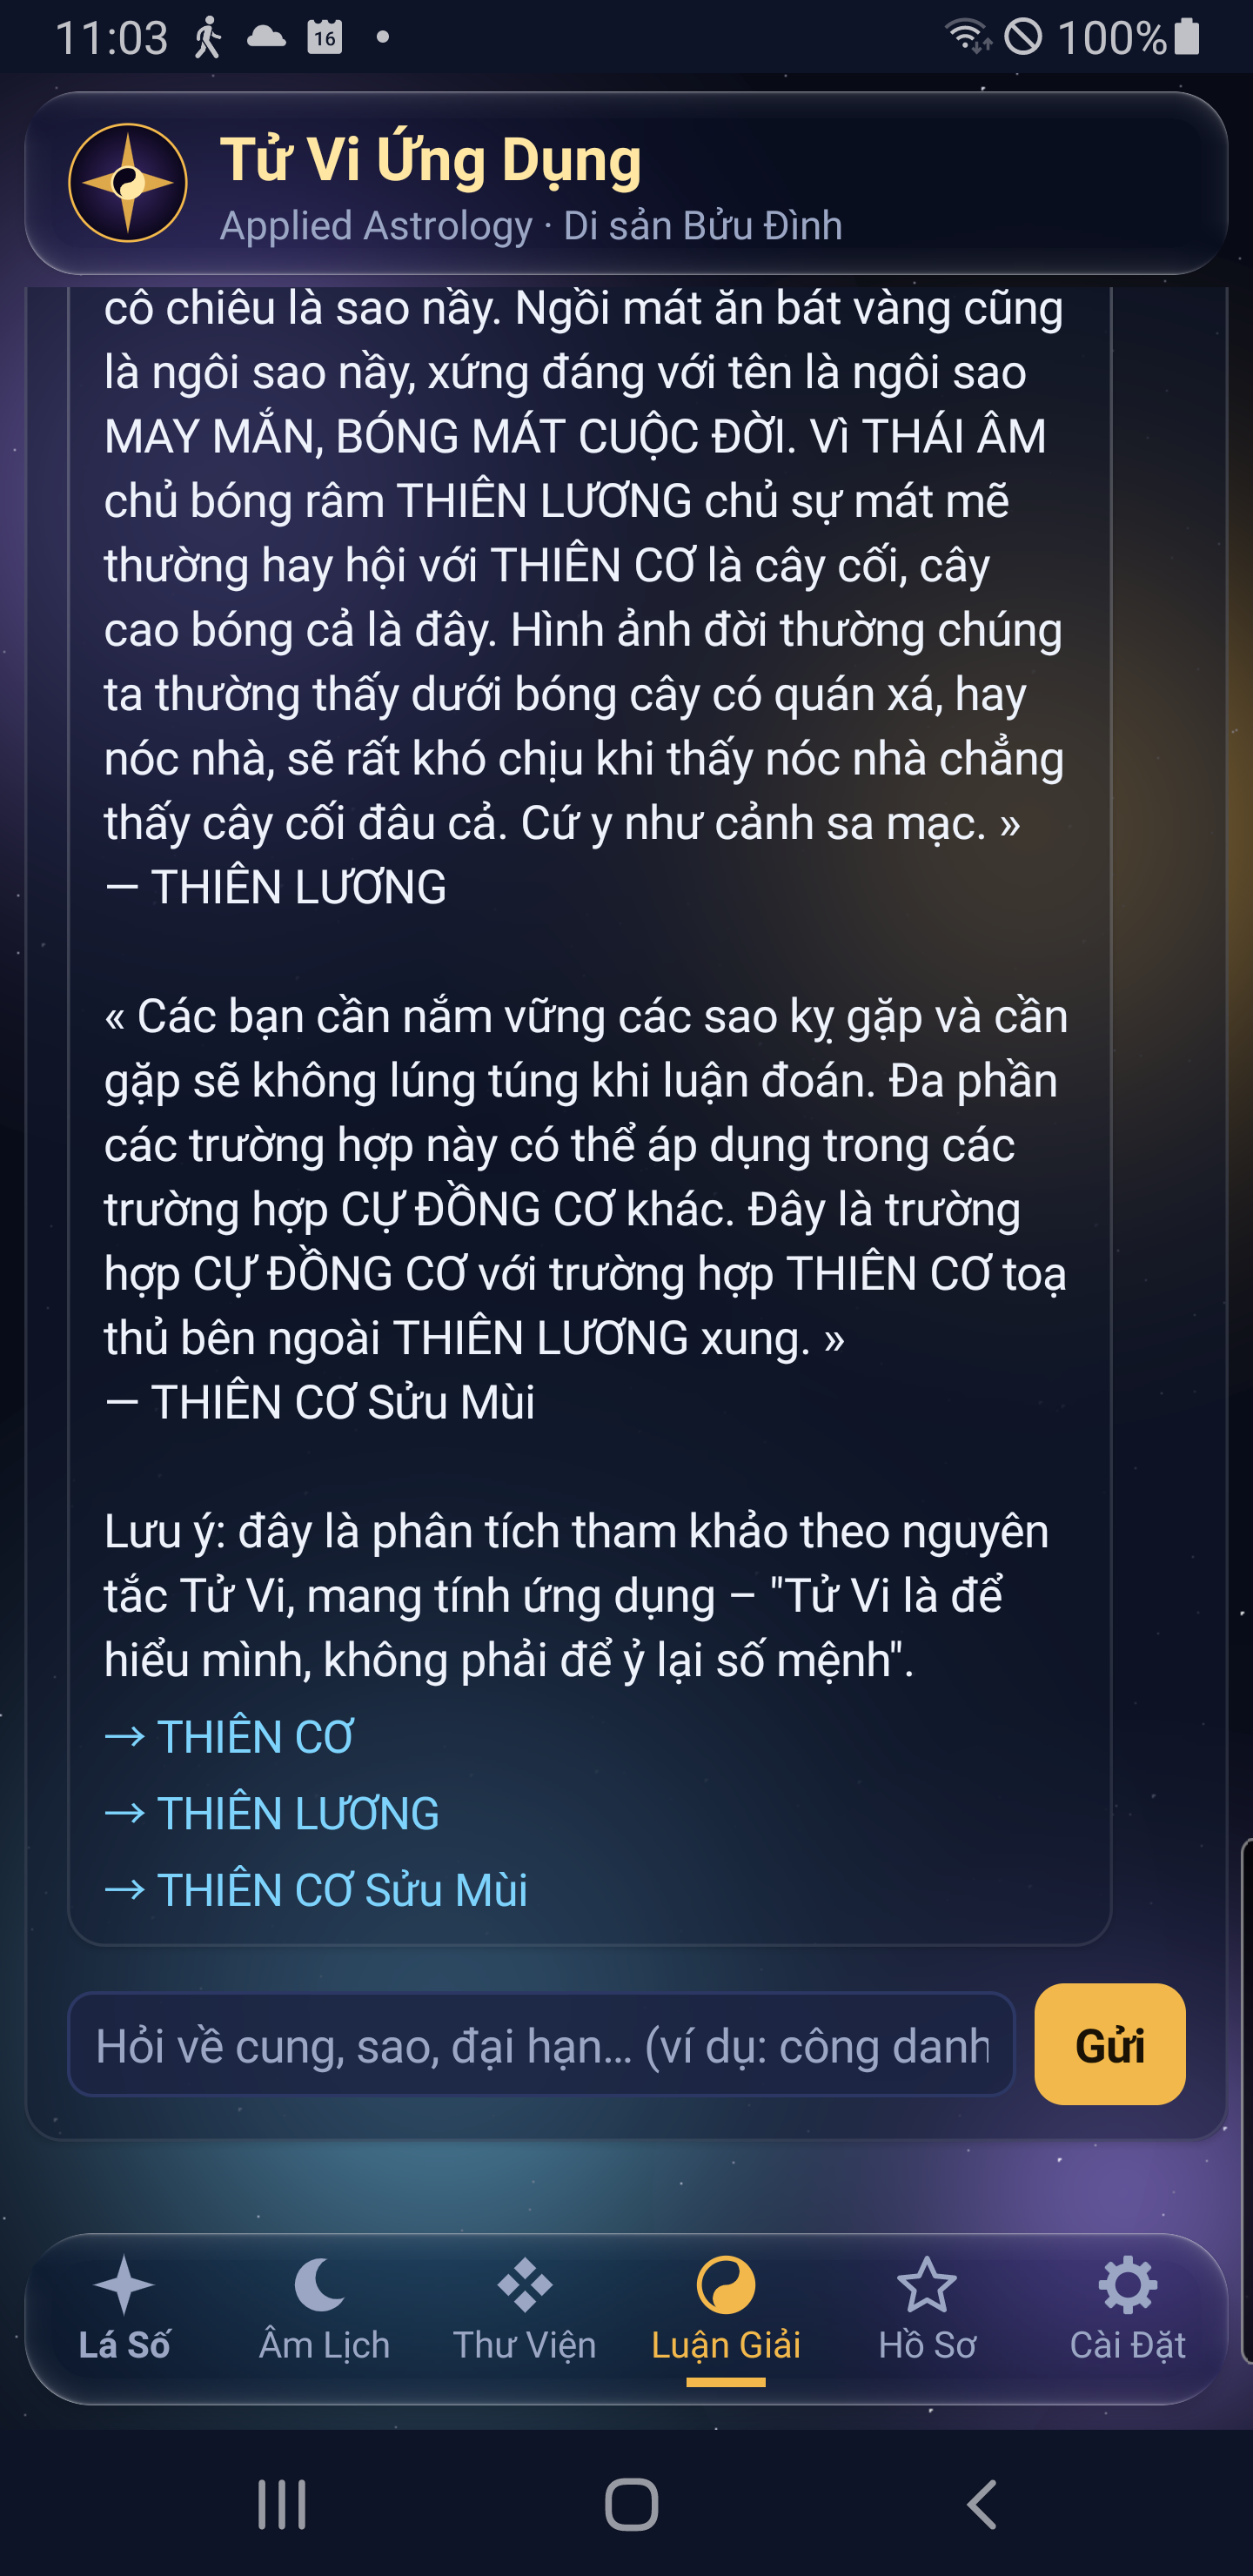 11:03
16
100%
Tử Vi Ứng Dụng
Applied Astrology · Di sản Bửu Đình
cô chiêu là sao nầy. Ngồi mát ăn bát vàng cũng
là ngôi sao nầy, xứng đáng với tên là ngôi sao
MAY MẮN, BÓNG MÁT CUỘC ĐỜI. Vì THÁI ÂM
chủ bóng râm THIÊN LƯƠNG chủ sự mát mẽ
thường hay hội với THIÊN CƠ là cây cối, cây
cao bóng cả là đây. Hình ảnh đời thường chúng
ta thường thấy dưới bóng cây có quán xá, hay
nóc nhà, sẽ rất khó chịu khi thấy nóc nhà chẳng
thấy cây cối đâu cả. Cứ y như cảnh sa mạc. »
— THIÊN LƯƠNG
« Các bạn cần nắm vững các sao kỵ gặp và cần
gặp sẽ không lúng túng khi luận đoán. Đa phần
các trường hợp này có thể áp dụng trong các
trường hợp CỰ ĐỒNG CƠ khác. Đây là trường
hợp CỰ ĐỒNG CƠ với trường hợp THIÊN CƠ toạ
thủ bên ngoài THIÊN LƯƠNG xung. »
— THIÊN CƠ Sửu Mùi
Lưu ý: đây là phân tích tham khảo theo nguyên
tắc Tử Vi, mang tính ứng dụng – "Tử Vi là để
hiểu mình, không phải để ỷ lại số mệnh".
→ THIÊN CƠ
→ THIÊN LƯƠNG
→ THIÊN CƠ Sửu Mùi
Hỏi về cung, sao, đại hạn... (ví dụ: công danh
Gửi
Lá Số
Âm Lịch
Thư Viện
Luận Giải
Hồ Sơ
Cài Đặt